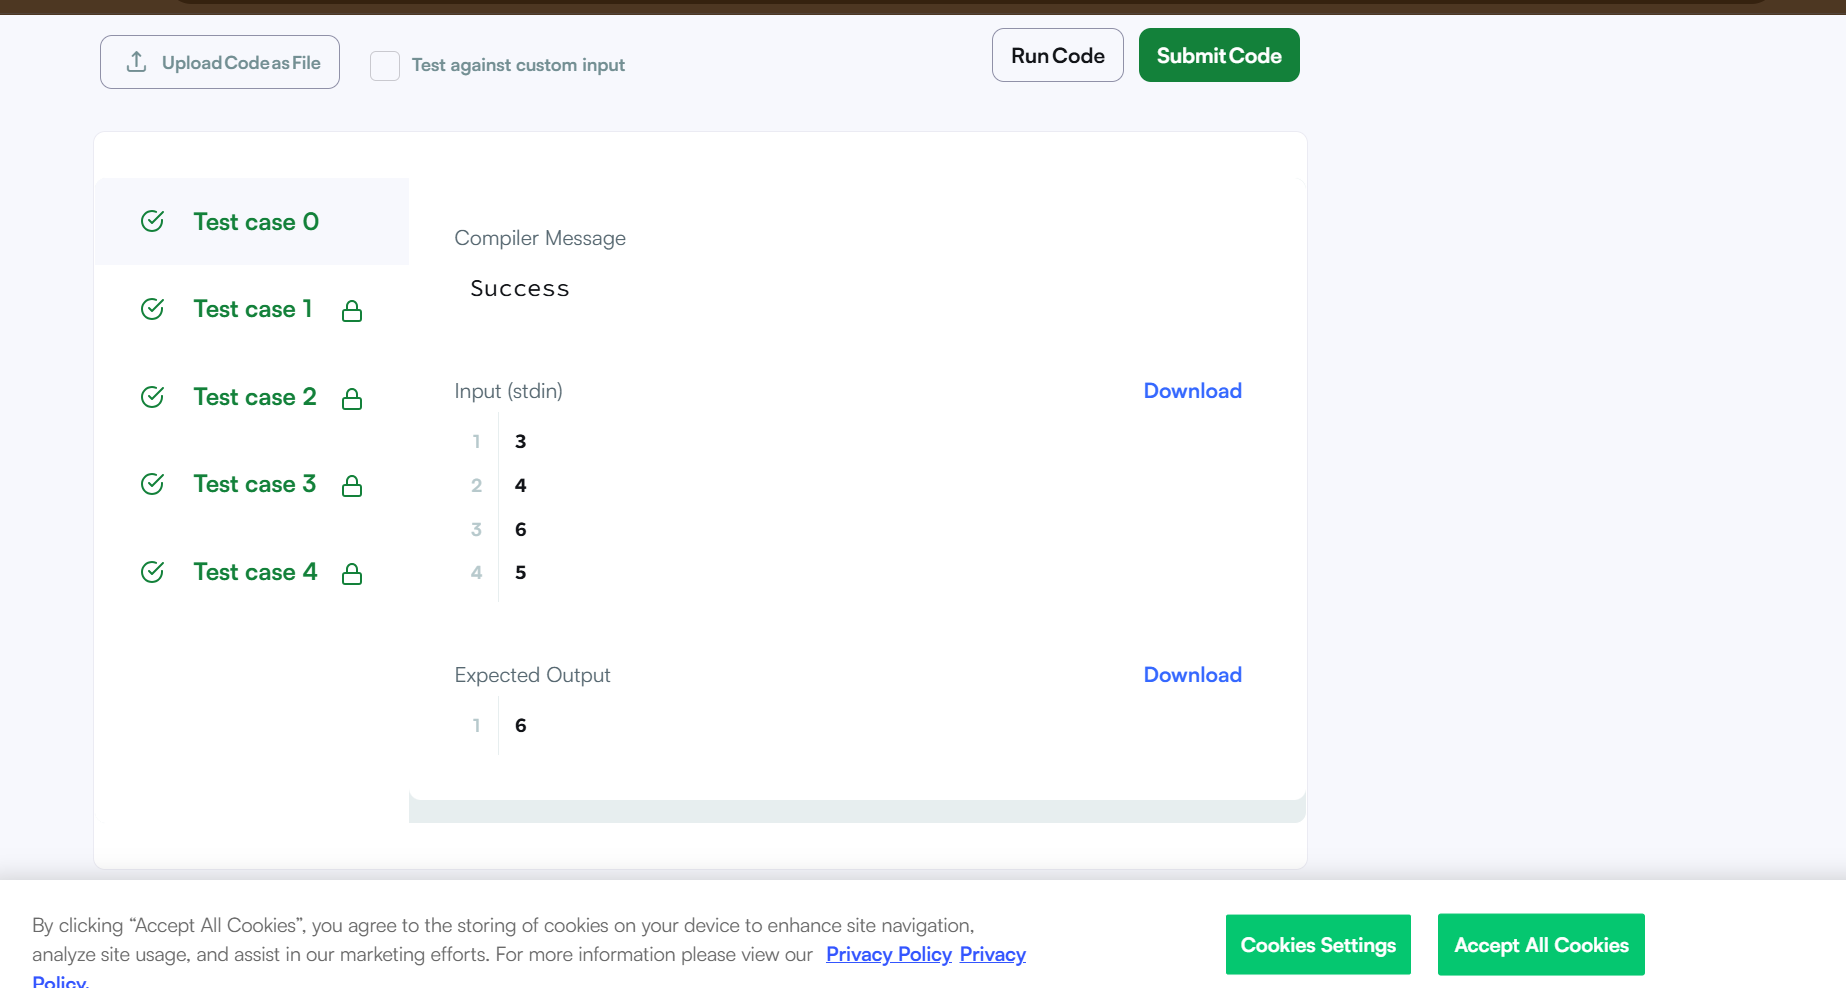 Upload Code as File
Test against custom input
Run Code
Submit Code
Test case 0
Test case 1
Test case 2
Test case 3
Test case 4
Compiler Message
Success
Input (stdin)
Download
1 3
2 4
3 6
4 5
Expected Output
Download
1 6
By clicking “Accept All Cookies”, you agree to the storing of cookies on your device to enhance site navigation,
analyze site usage, and assist in our marketing efforts. For more information please view our Privacy Policy Privacy
Policy.
Cookies Settings
Accept All Cookies